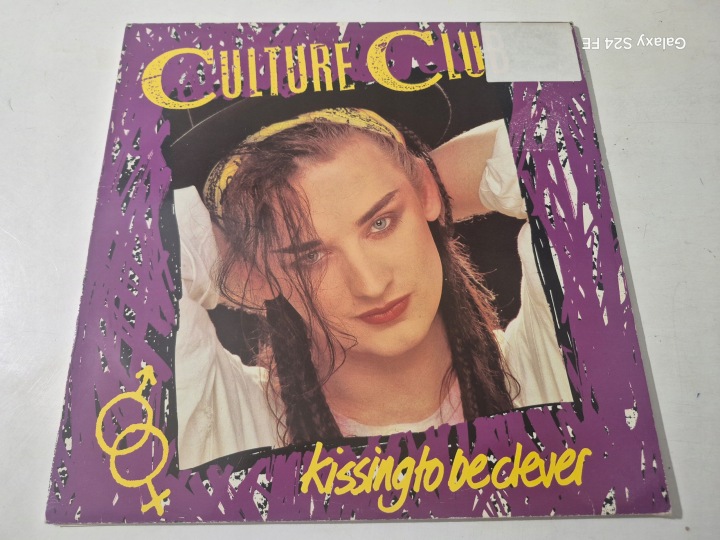 CULTURE CLU
kissing to be clever
Galaxy S24 FE